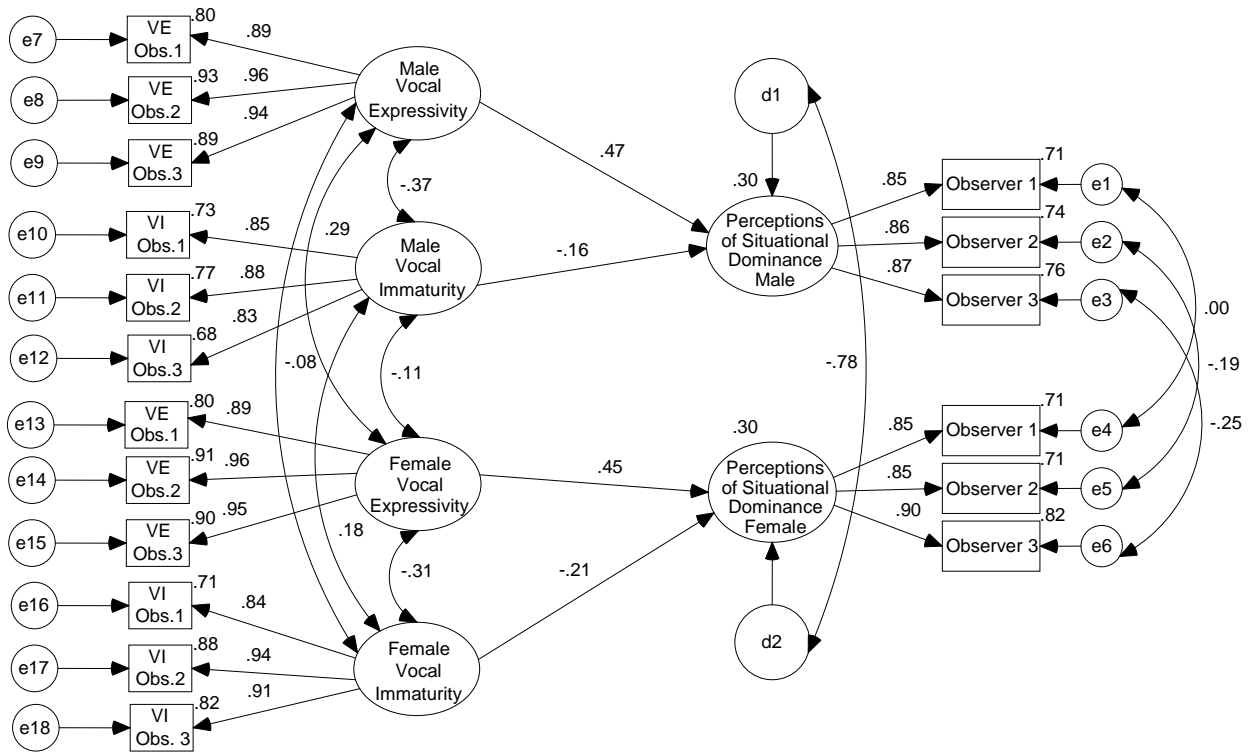 e7
VE
Obs.1
.80
.89
e8
VE
Obs.2
.93
.96
e9
VE
Obs.3
.89
.94
Male
Vocal
Expressivity
e10
VI
Obs.1
.73
.85
e11
VI
Obs.2
.77
.88
e12
VI
Obs.3
.68
.83
Male
Vocal
Immaturity
e13
VE
Obs.1
.80
.89
e14
VE
Obs.2
.91
.96
e15
VE
Obs.3
.90
.95
Female
Vocal
Expressivity
e16
VI
Obs.1
.71
.84
e17
VI
Obs.2
.88
.94
e18
VI
Obs. 3
.82
.91
Female
Vocal
Immaturity
-.37
.29
-.08
-.11
.18
-.31
.47
-.16
.45
-.21
d1
.30
Perceptions
of Situational
Dominance
Male
.85
Observer 1
.71
e1
.86
Observer 2
.74
e2
.87
Observer 3
.76
e3
-.78
.00
-.19
-.25
.30
Perceptions
of Situational
Dominance
Female
d2
.85
Observer 1
.71
e4
.85
Observer 2
.71
e5
.90
Observer 3
.82
e6